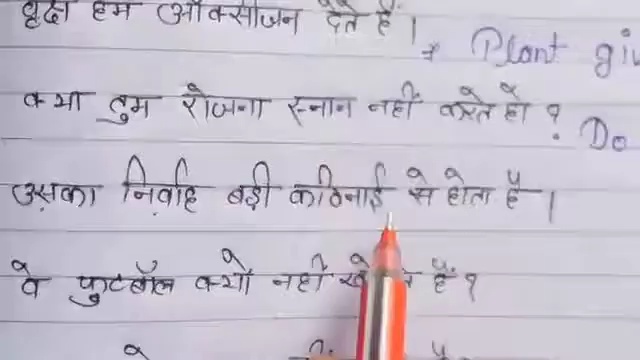 वृक्ष हमे ऑक्सीजन देते हैं । → Plant giv
क्या तुम रोजना स्नान नहीं करते हो ? Do
उसका निर्वाह बड़ी कठिनाई से होता है ।
वे फुटबॉल क्यों नहीं खेलते हैं ?